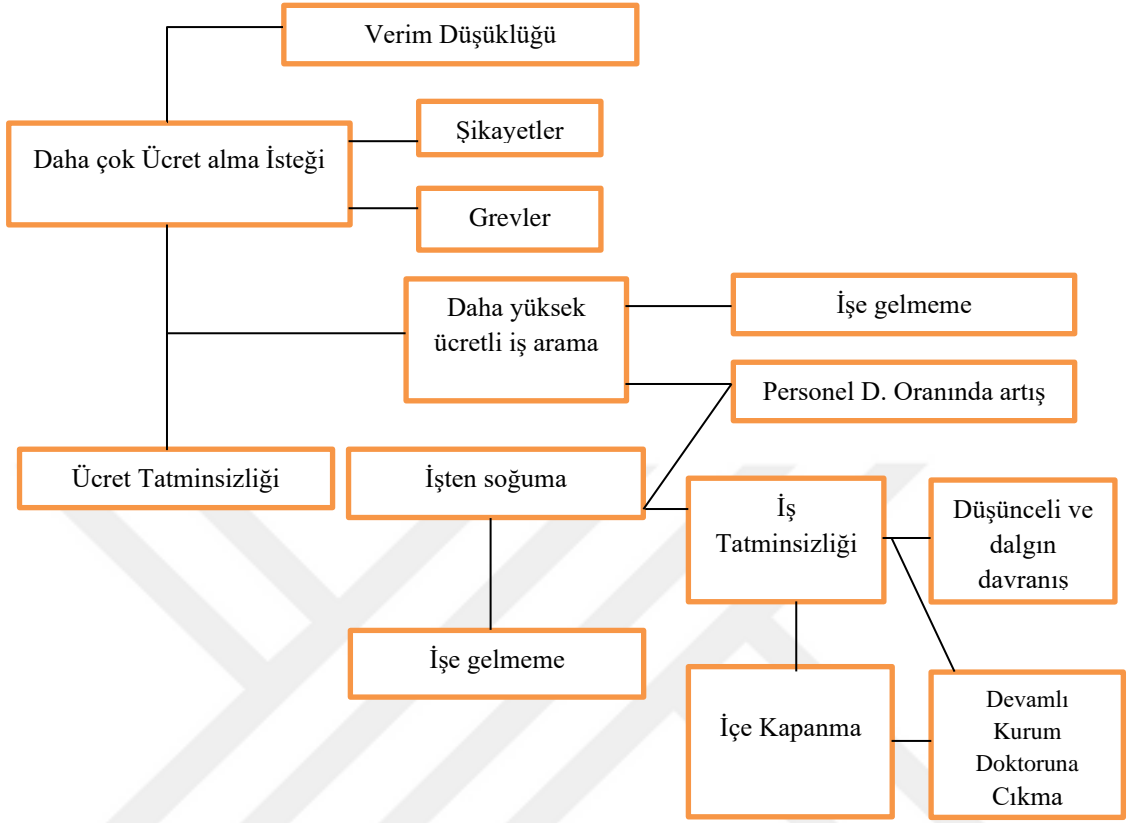 Verim Düşüklüğü
Şikayetler
Daha çok Ücret alma İsteği
Grevler
Daha yüksek
ücretli iş arama
İşe gelmeme
Personel D. Oranında artış
Ücret Tatminsizliği
İşten soğuma
İş
Tatminsizliği
Düşünceli ve
dalgın
davranış
İşe gelmeme
İçe Kapanma
Devamlı
Kurum
Doktoruna
Cıkma